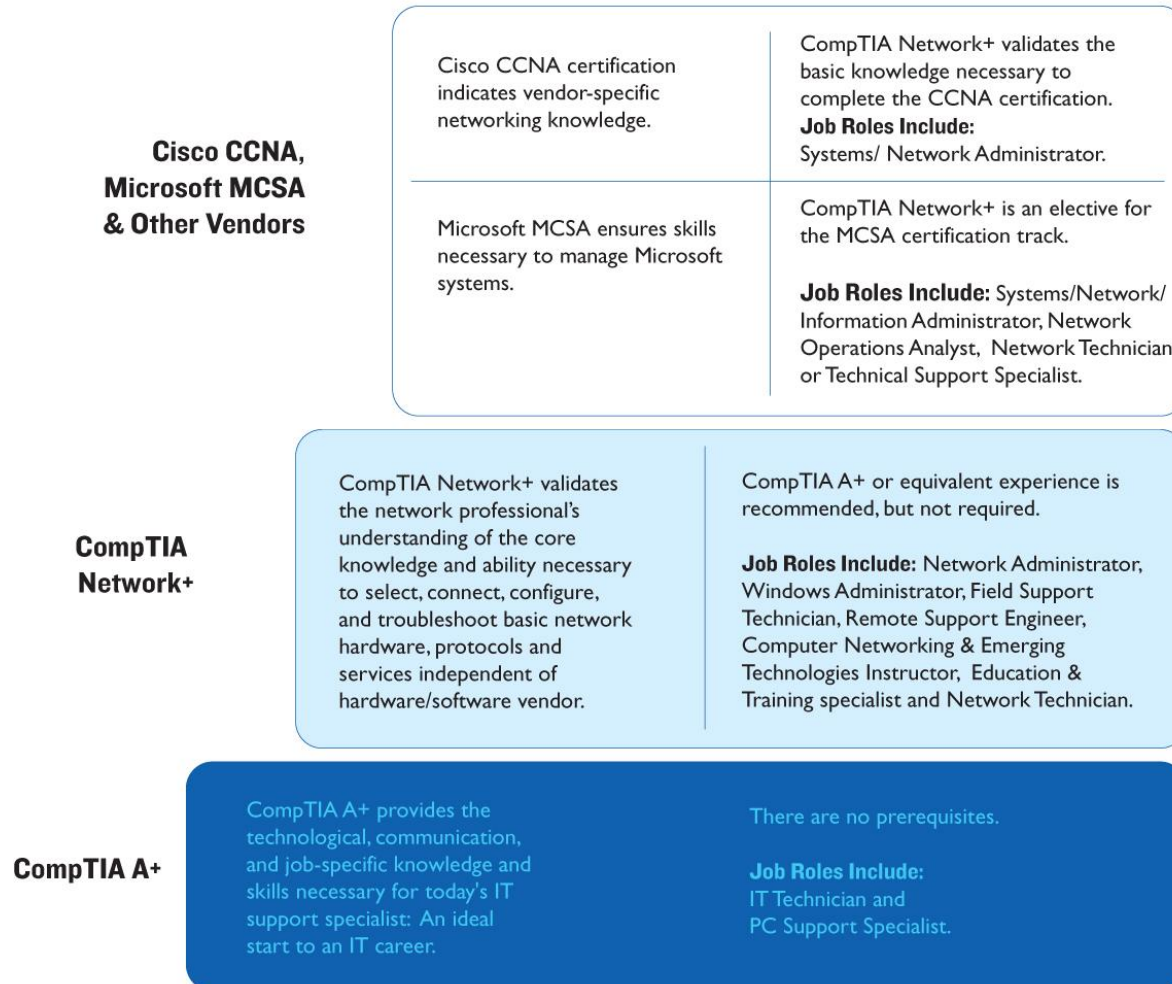 Cisco CCNA,
Microsoft MCSA
& Other Vendors
Cisco CCNA certification
indicates vendor-specific
networking knowledge.
CompTIA Network+ validates the
basic knowledge necessary to
complete the CCNA certification.
Job Roles Include:
Systems/ Network Administrator.
Microsoft MCSA ensures skills
necessary to manage Microsoft
systems.
CompTIA Network+ is an elective for
the MCSA certification track.
Job Roles Include: Systems/Network/
Information Administrator, Network
Operations Analyst, Network Technician
or Technical Support Specialist.
CompTIA
Network+
CompTIA Network+ validates
the network professional's
understanding of the core
knowledge and ability necessary
to select, connect, configure,
and troubleshoot basic network
hardware, protocols and
services independent of
hardware/software vendor.
CompTIA A+ or equivalent experience is
recommended, but not required.
Job Roles Include: Network Administrator,
Windows Administrator, Field Support
Technician, Remote Support Engineer,
Computer Networking & Emerging
Technologies Instructor, Education &
Training specialist and Network Technician.
CompTIA A+
CompTIA A+ provides the
technological, communication,
and job-specific knowledge and
skills necessary for today's IT
support specialist: An ideal
start to an IT career.
There are no prerequisites.
Job Roles Include:
IT Technician and
PC Support Specialist.